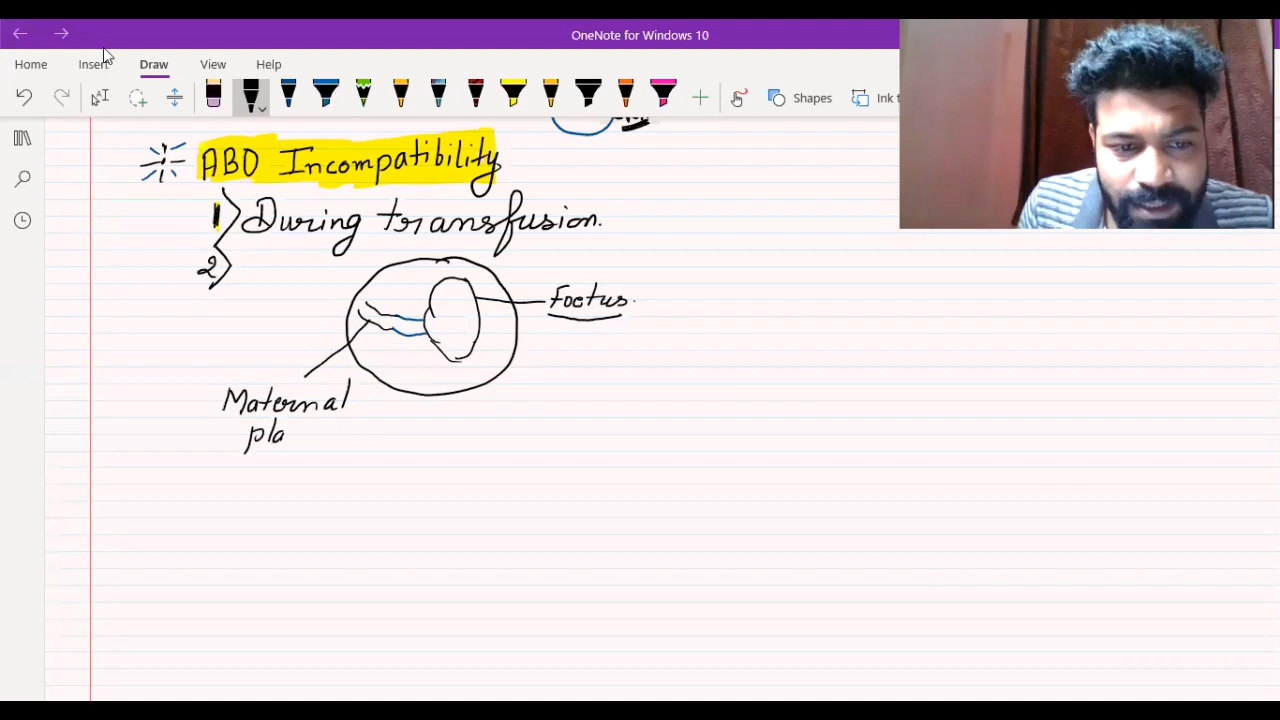 OneNote for Windows 10
Home Insert Draw View Help
Shapes Ink t
ABO Incompatibility
1 During transfusion.
2
Foetus.
Maternal
pla